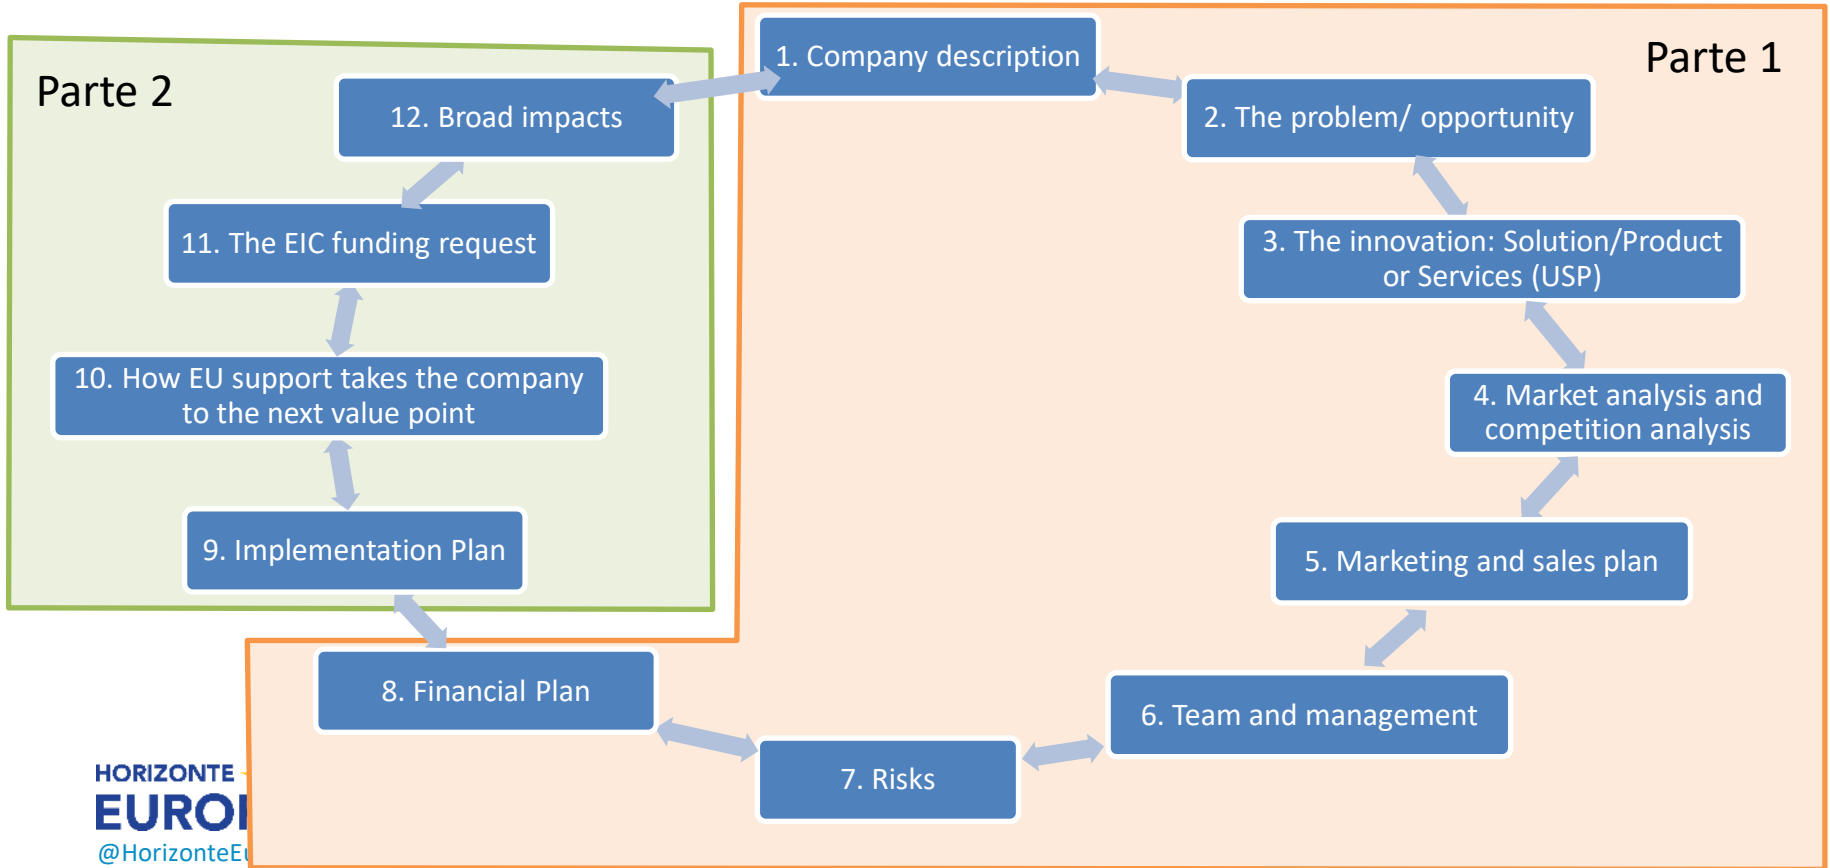 Parte 1
1. Company description
2. The problem/ opportunity
3. The innovation: Solution/Product
or Services (USP)
4. Market analysis and
competition analysis
5. Marketing and sales plan
6. Team and management
7. Risks
8. Financial Plan
Parte 2
9. Implementation Plan
10. How EU support takes the company
to the next value point
11. The EIC funding request
12. Broad impacts
HORIZONTE